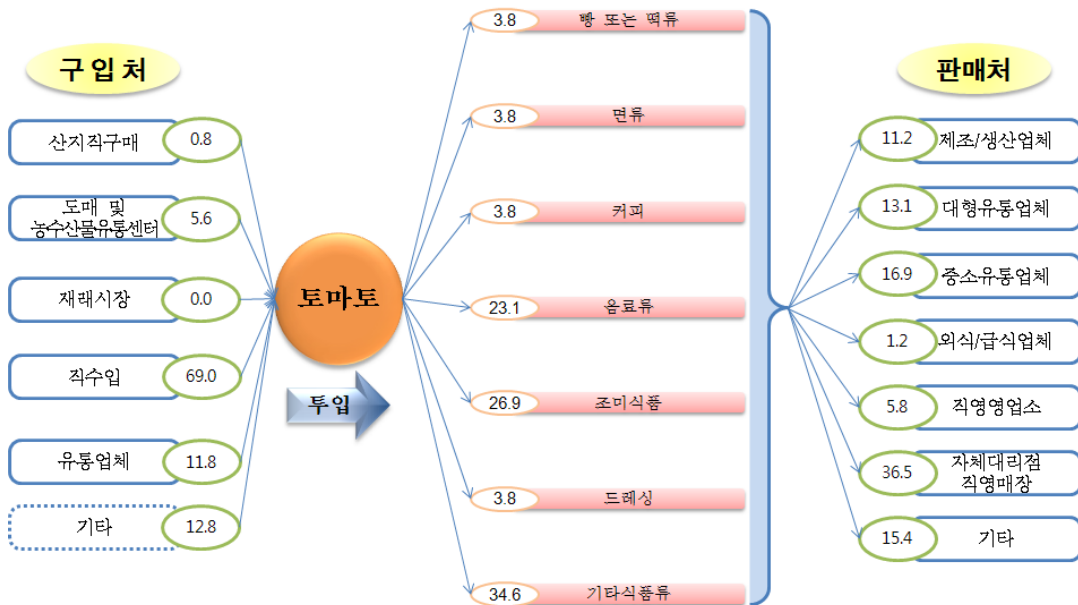 구입처
산지직구매
0.8
도매 및
농수산물유통센터
5.6
재래시장
0.0
직수입
69.0
유통업체
11.8
기타
12.8
토마토
투입
3.8
빵 또는 떡류
3.8
면류
3.8
커피
23.1
음료류
26.9
조미식품
3.8
드레싱
34.6
기타식품류
판매처
11.2
제조/생산업체
13.1
대형유통업체
16.9
중소유통업체
1.2
외식/급식업체
5.8
직영영업소
36.5
자체대리점
직영매장
15.4
기타